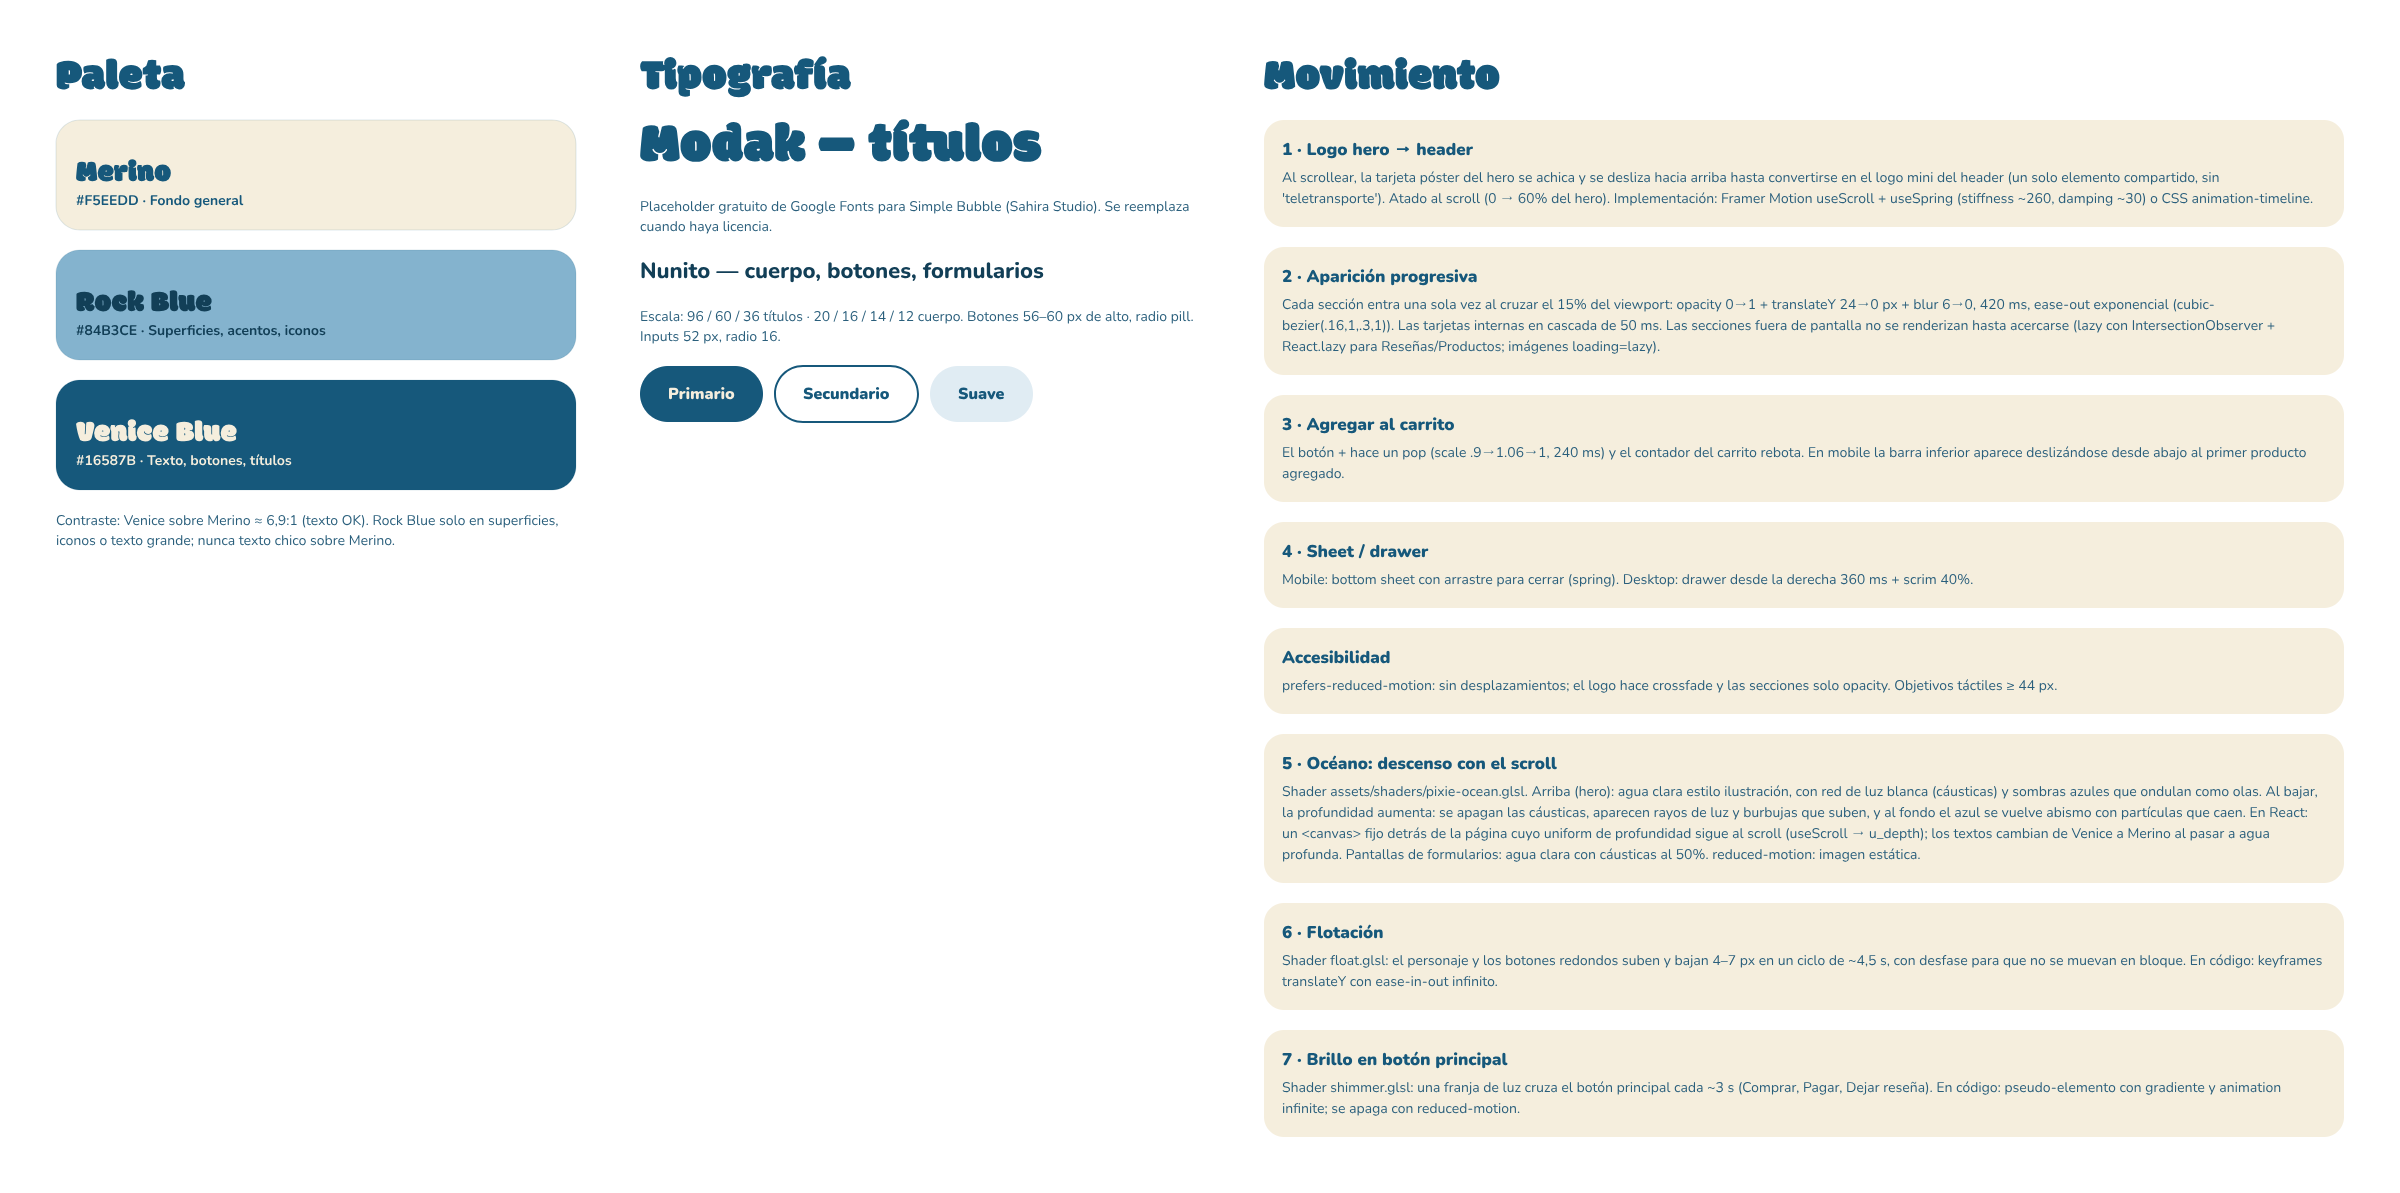 Paleta
Merino
#F5EEDD · Fondo general
Rock Blue
#84B3CE · Superficies, acentos, iconos
Venice Blue
#16587B · Texto, botones, títulos
Contraste: Venice sobre Merino ≈ 6,9:1 (texto OK). Rock Blue solo en superficies,
iconos o texto grande; nunca texto chico sobre Merino.
Tipografía
Modak — títulos
Placeholder gratuito de Google Fonts para Simple Bubble (Sahira Studio). Se reemplaza
cuando haya licencia.
Nunito — cuerpo, botones, formularios
Escala: 96 / 60 / 36 títulos · 20 / 16 / 14 / 12 cuerpo. Botones 56–60 px de alto, radio pill.
Inputs 52 px, radio 16.
Primario
Secundario
Suave
Movimiento
1 · Logo hero → header
Al scrollear, la tarjeta póster del hero se achica y se desliza hacia arriba hasta convertirse en el logo mini del header (un solo elemento compartido, sin
'teletransporte'). Atado al scroll (0 → 60% del hero). Implementación: Framer Motion useScroll + useSpring (stiffness ~260, damping ~30) o CSS animation-timeline.
2 · Aparición progresiva
Cada sección entra una sola vez al cruzar el 15% del viewport: opacity 0→1 + translateY 24→0 px + blur 6→0, 420 ms, ease-out exponencial (cubic-
bezier(.16,1,.3,1)). Las tarjetas internas en cascada de 50 ms. Las secciones fuera de pantalla no se renderizan hasta acercarse (lazy con IntersectionObserver +
React.lazy para Reseñas/Productos; imágenes loading=lazy).
3 · Agregar al carrito
El botón + hace un pop (scale .9→1.06→1, 240 ms) y el contador del carrito rebota. En mobile la barra inferior aparece deslizándose desde abajo al primer producto
agregado.
4 · Sheet / drawer
Mobile: bottom sheet con arrastre para cerrar (spring). Desktop: drawer desde la derecha 360 ms + scrim 40%.
Accesibilidad
prefers-reduced-motion: sin desplazamientos; el logo hace crossfade y las secciones solo opacity. Objetivos táctiles ≥ 44 px.
5 · Océano: descenso con el scroll
Shader assets/shaders/pixie-ocean.glsl. Arriba (hero): agua clara estilo ilustración, con red de luz blanca (cáusticas) y sombras azules que ondulan como olas. Al bajar,
la profundidad aumenta: se apagan las cáusticas, aparecen rayos de luz y burbujas que suben, y al fondo el azul se vuelve abismo con partículas que caen. En React:
un <canvas> fijo detrás de la página cuyo uniform de profundidad sigue al scroll (useScroll → u_depth); los textos cambian de Venice a Merino al pasar a agua
profunda. Pantallas de formularios: agua clara con cáusticas al 50%. reduced-motion: imagen estática.
6 · Flotación
Shader float.glsl: el personaje y los botones redondos suben y bajan 4–7 px en un ciclo de ~4,5 s, con desfase para que no se muevan en bloque. En código: keyframes
translateY con ease-in-out infinito.
7 · Brillo en botón principal
Shader shimmer.glsl: una franja de luz cruza el botón principal cada ~3 s (Comprar, Pagar, Dejar reseña). En código: pseudo-elemento con gradiente y animation
infinite; se apaga con reduced-motion.